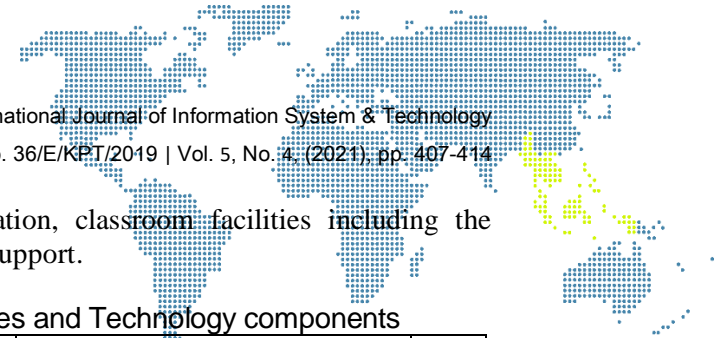 national Journal of Information System & Technology
36/E/KPT/2019 | Vol. 5, No. 4, (2021), pp. 407-414
ation, classroom facilities including the
upport.
es and Technology components